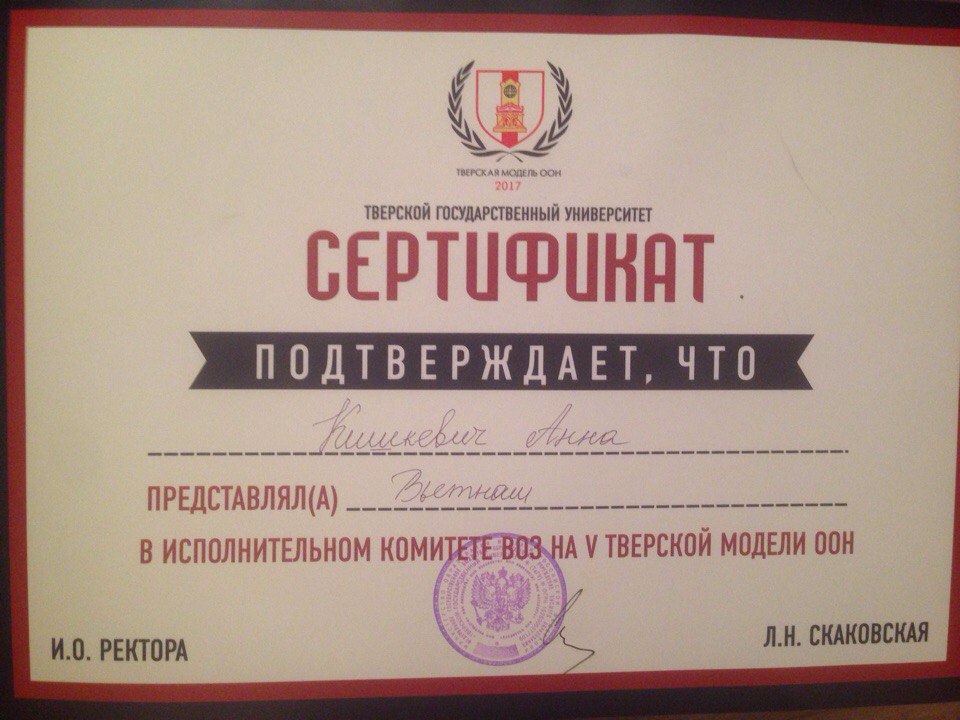 ТВЕРСКАЯ МОДЕЛЬ ООН
2017
ТВЕРСКОЙ ГОСУДАРСТВЕННЫЙ УНИВЕРСИТЕТ
СЕРТИФИКАТ
ПОДТВЕРЖДАЕТ, ЧТО
Кишкевич Анна
ПРЕДСТАВЛЯЛ(А) Вьетнам
В ИСПОЛНИТЕЛЬНОМ КОМИТЕТЕ ВОЗ НА V ТВЕРСКОЙ МОДЕЛИ ООН
И.О. РЕКТОРА
Л.Н. СКАКОВСКАЯ